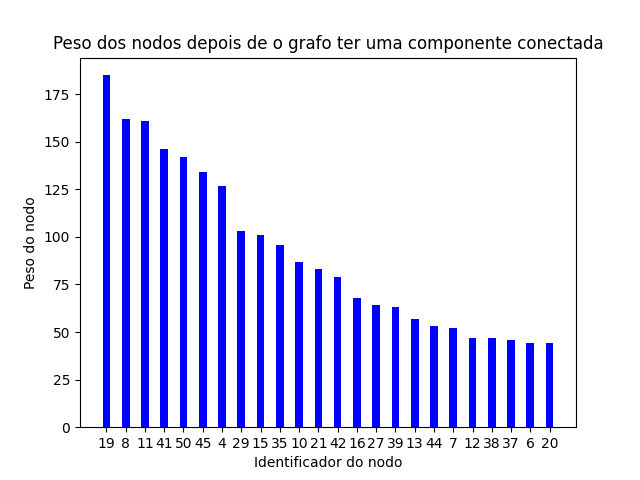 Peso dos nodos depois de o grafo ter uma componente conectada
Peso do nodo
175
150
125
100
75
50
25
0
19 8 11 41 50 45 4 29 15 35 10 21 42 16 27 39 13 44 7 12 38 37 6 20
Identificador do nodo